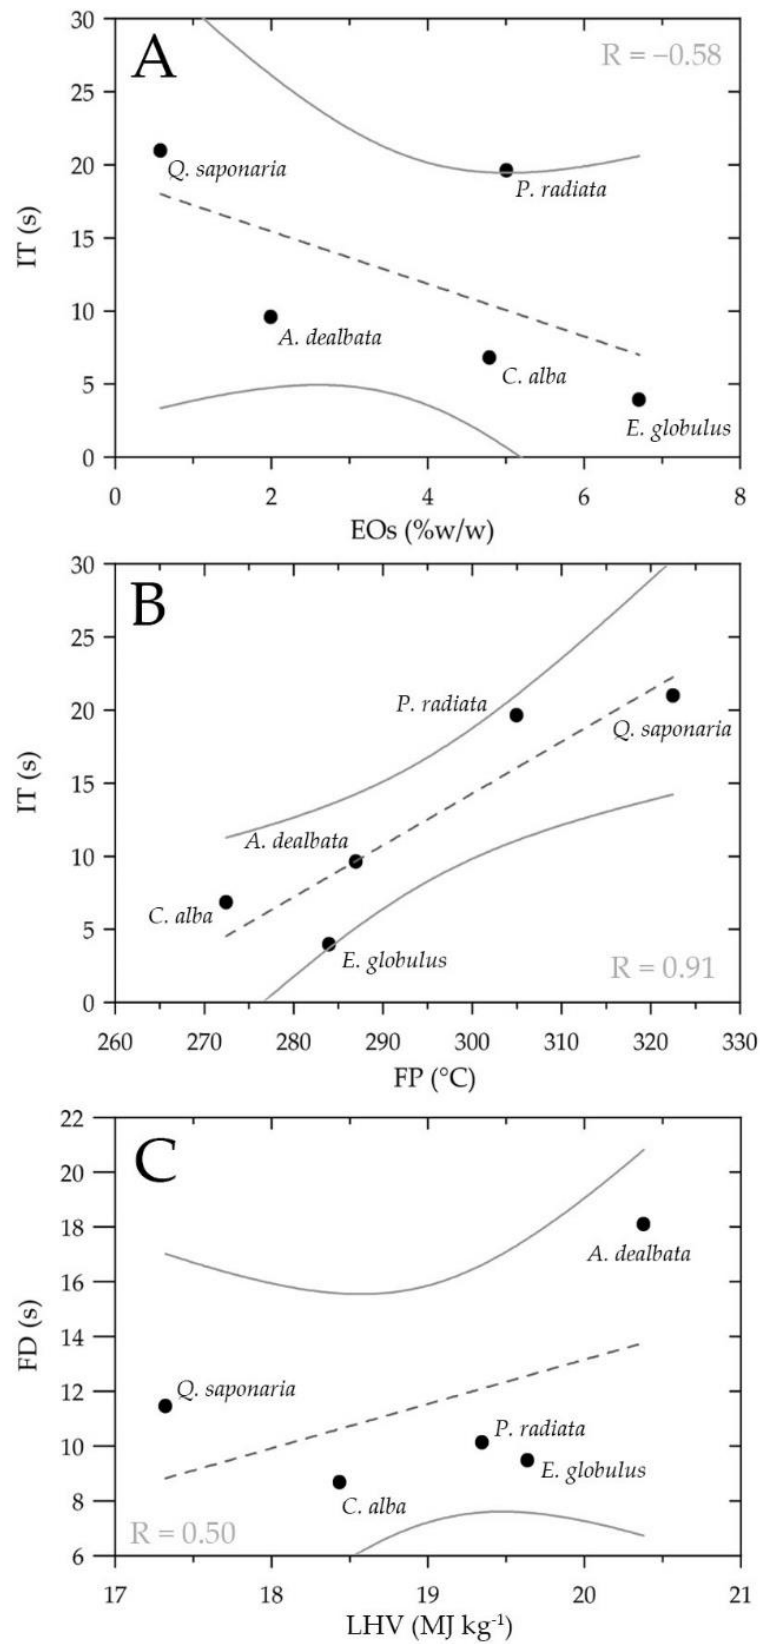 30
A
R = −0.58
25
20
Q. saponaria
P. radiata
IT (s)
15
10
A. dealbata
C. alba
5
E. globulus
0
0 2 4 6 8
EOs (%w/w)
30
B
25
P. radiata
20
Q. saponaria
IT (s)
15
A. dealbata
10
C. alba
5
E. globulus
R = 0.91
0
260 270 280 290 300 310 320 330
FP (°C)
22
C
20
18
A. dealbata
16
FD (s)
14
12
Q. saponaria
P. radiata
10
E. globulus
C. alba
8
R = 0.50
6
17 18 19 20 21
LHV (MJ kg⁻¹)